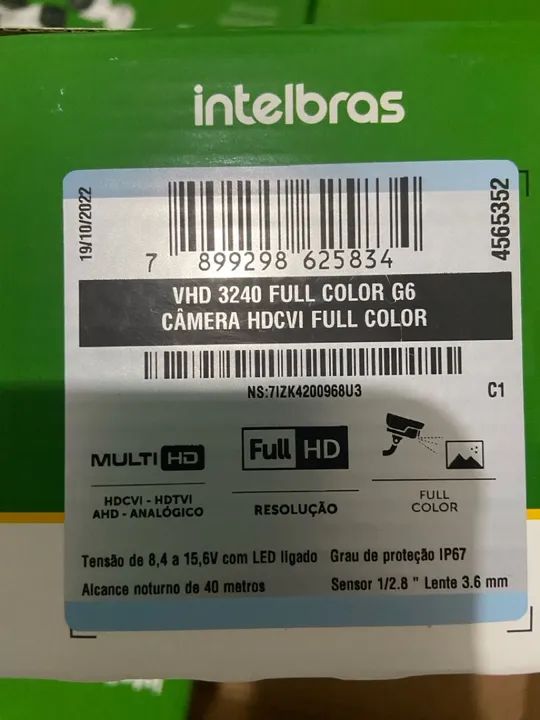 intelbras
19/10/2022
4565352
7 899298 625834
VHD 3240 FULL COLOR G6
CÂMERA HDCVI FULL COLOR
NS:7IZK4200968U3
C1
MULTI HD
HDCVI - HDTVI
AHD - ANALÓGICO
Full HD
RESOLUÇÃO
FULL
COLOR
Tensão de 8,4 a 15,6V com LED ligado Grau de proteção IP67
Alcance noturno de 40 metros Sensor 1/2.8 " Lente 3.6 mm